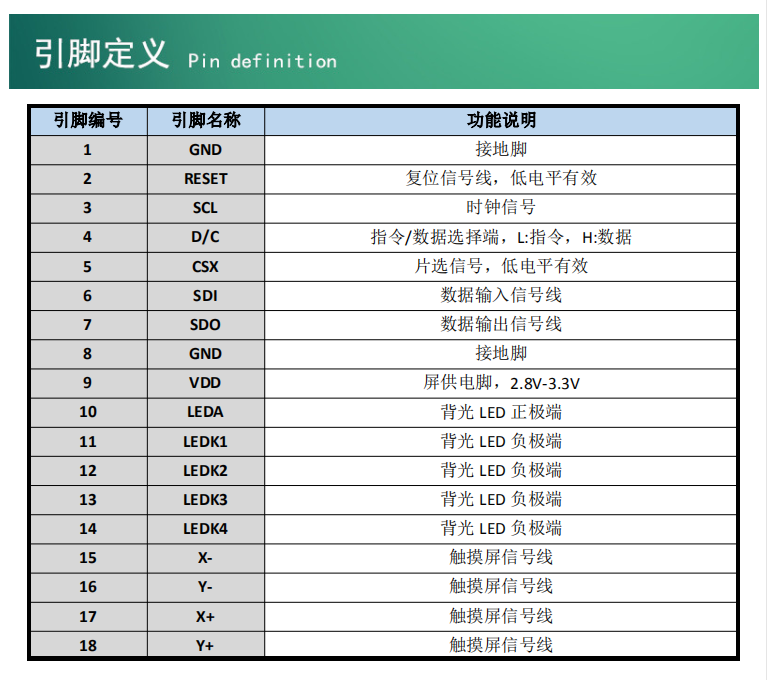 引脚定义 Pin definition
引脚编号 引脚名称 功能说明
1 GND 接地脚
2 RESET 复位信号线，低电平有效
3 SCL 时钟信号
4 D/C 指令/数据选择端，L:指令，H:数据
5 CSX 片选信号，低电平有效
6 SDI 数据输入信号线
7 SDO 数据输出信号线
8 GND 接地脚
9 VDD 屏供电脚，2.8V-3.3V
10 LEDA 背光 LED 正极端
11 LEDK1 背光 LED 负极端
12 LEDK2 背光 LED 负极端
13 LEDK3 背光 LED 负极端
14 LEDK4 背光 LED 负极端
15 X- 触摸屏信号线
16 Y- 触摸屏信号线
17 X+ 触摸屏信号线
18 Y+ 触摸屏信号线